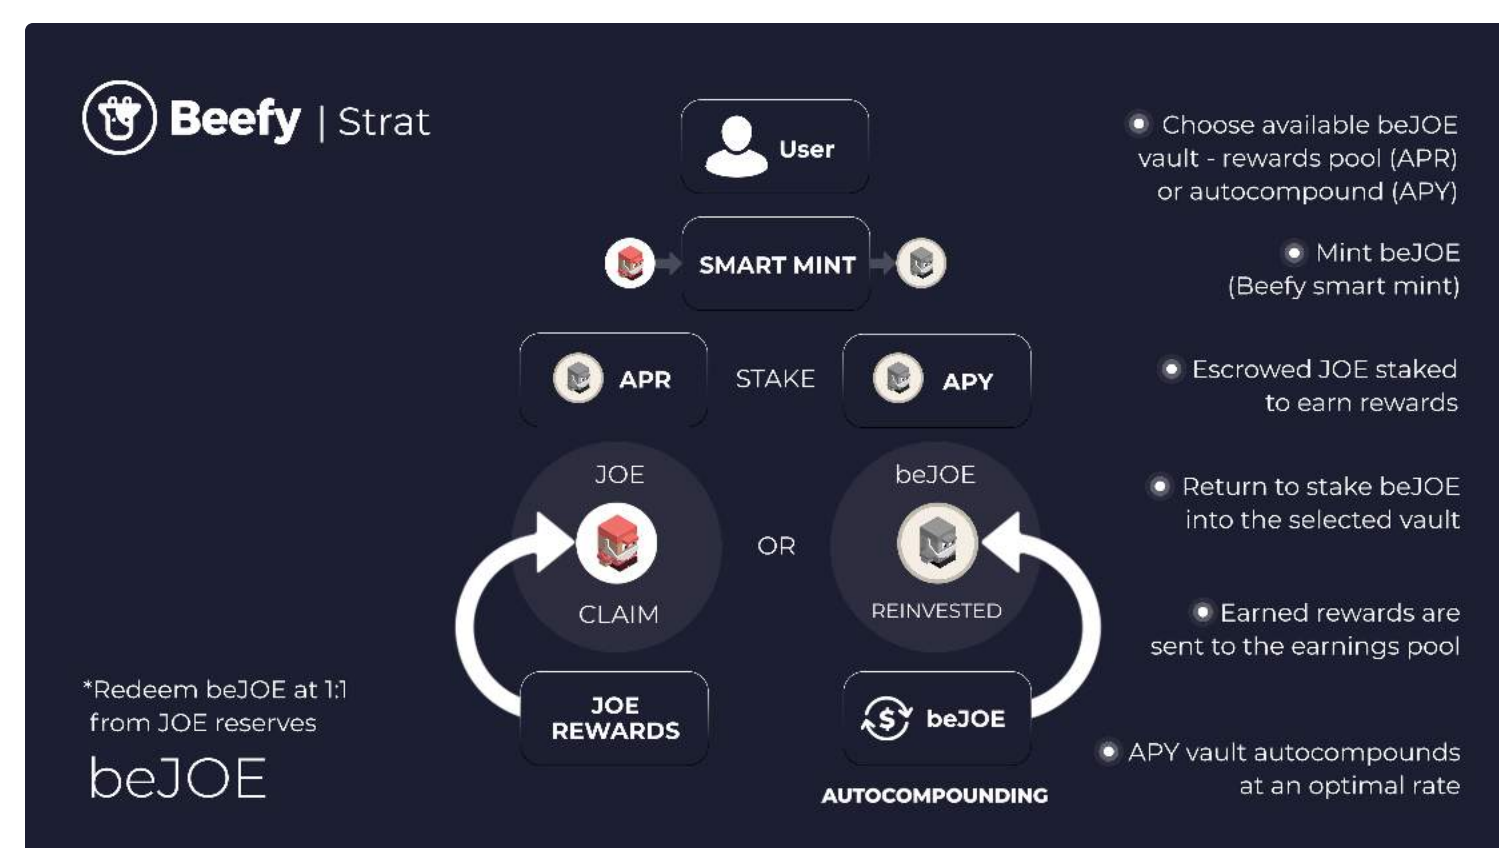 Beefy | Strat
User
SMART MINT
APR
STAKE
APY
JOE
CLAIM
OR
beJOE
REINVESTED
JOE
REWARDS
$
beJOE
AUTOCOMPOUNDING
Choose available beJOE
vault - rewards pool (APR)
or autocompound (APY)
Mint beJOE
(Beefy smart mint)
Escrowed JOE staked
to earn rewards
Return to stake beJOE
into the selected vault
Earned rewards are
sent to the earnings pool
APY vault autocompounds
at an optimal rate
*Redeem beJOE at 1:1
from JOE reserves
beJOE